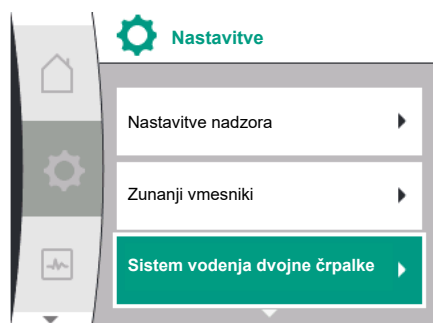 Nastavitve
Nastavitve nadzora
Zunanji vmesniki
Sistem vodenja dvojne črpalke